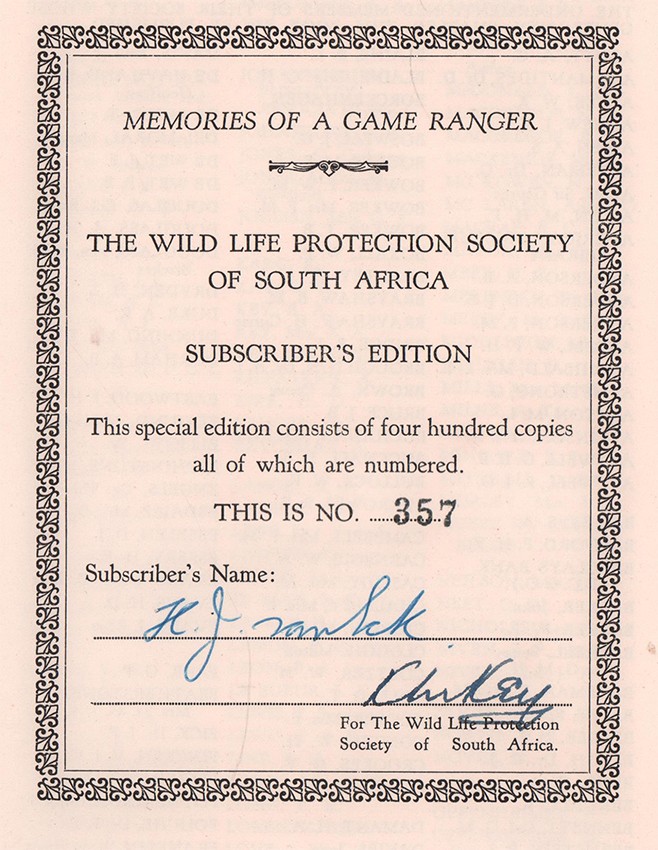 MEMORIES OF A GAME RANGER
THE WILD LIFE PROTECTION SOCIETY
OF SOUTH AFRICA
SUBSCRIBER'S EDITION
This special edition consists of four hundred copies
all of which are numbered.
THIS IS NO. 357
Subscriber's Name:
H. J. van Eck
For The Wild Life Protection
Society of South Africa.